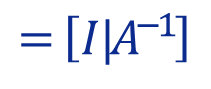 = [I|A⁻¹]